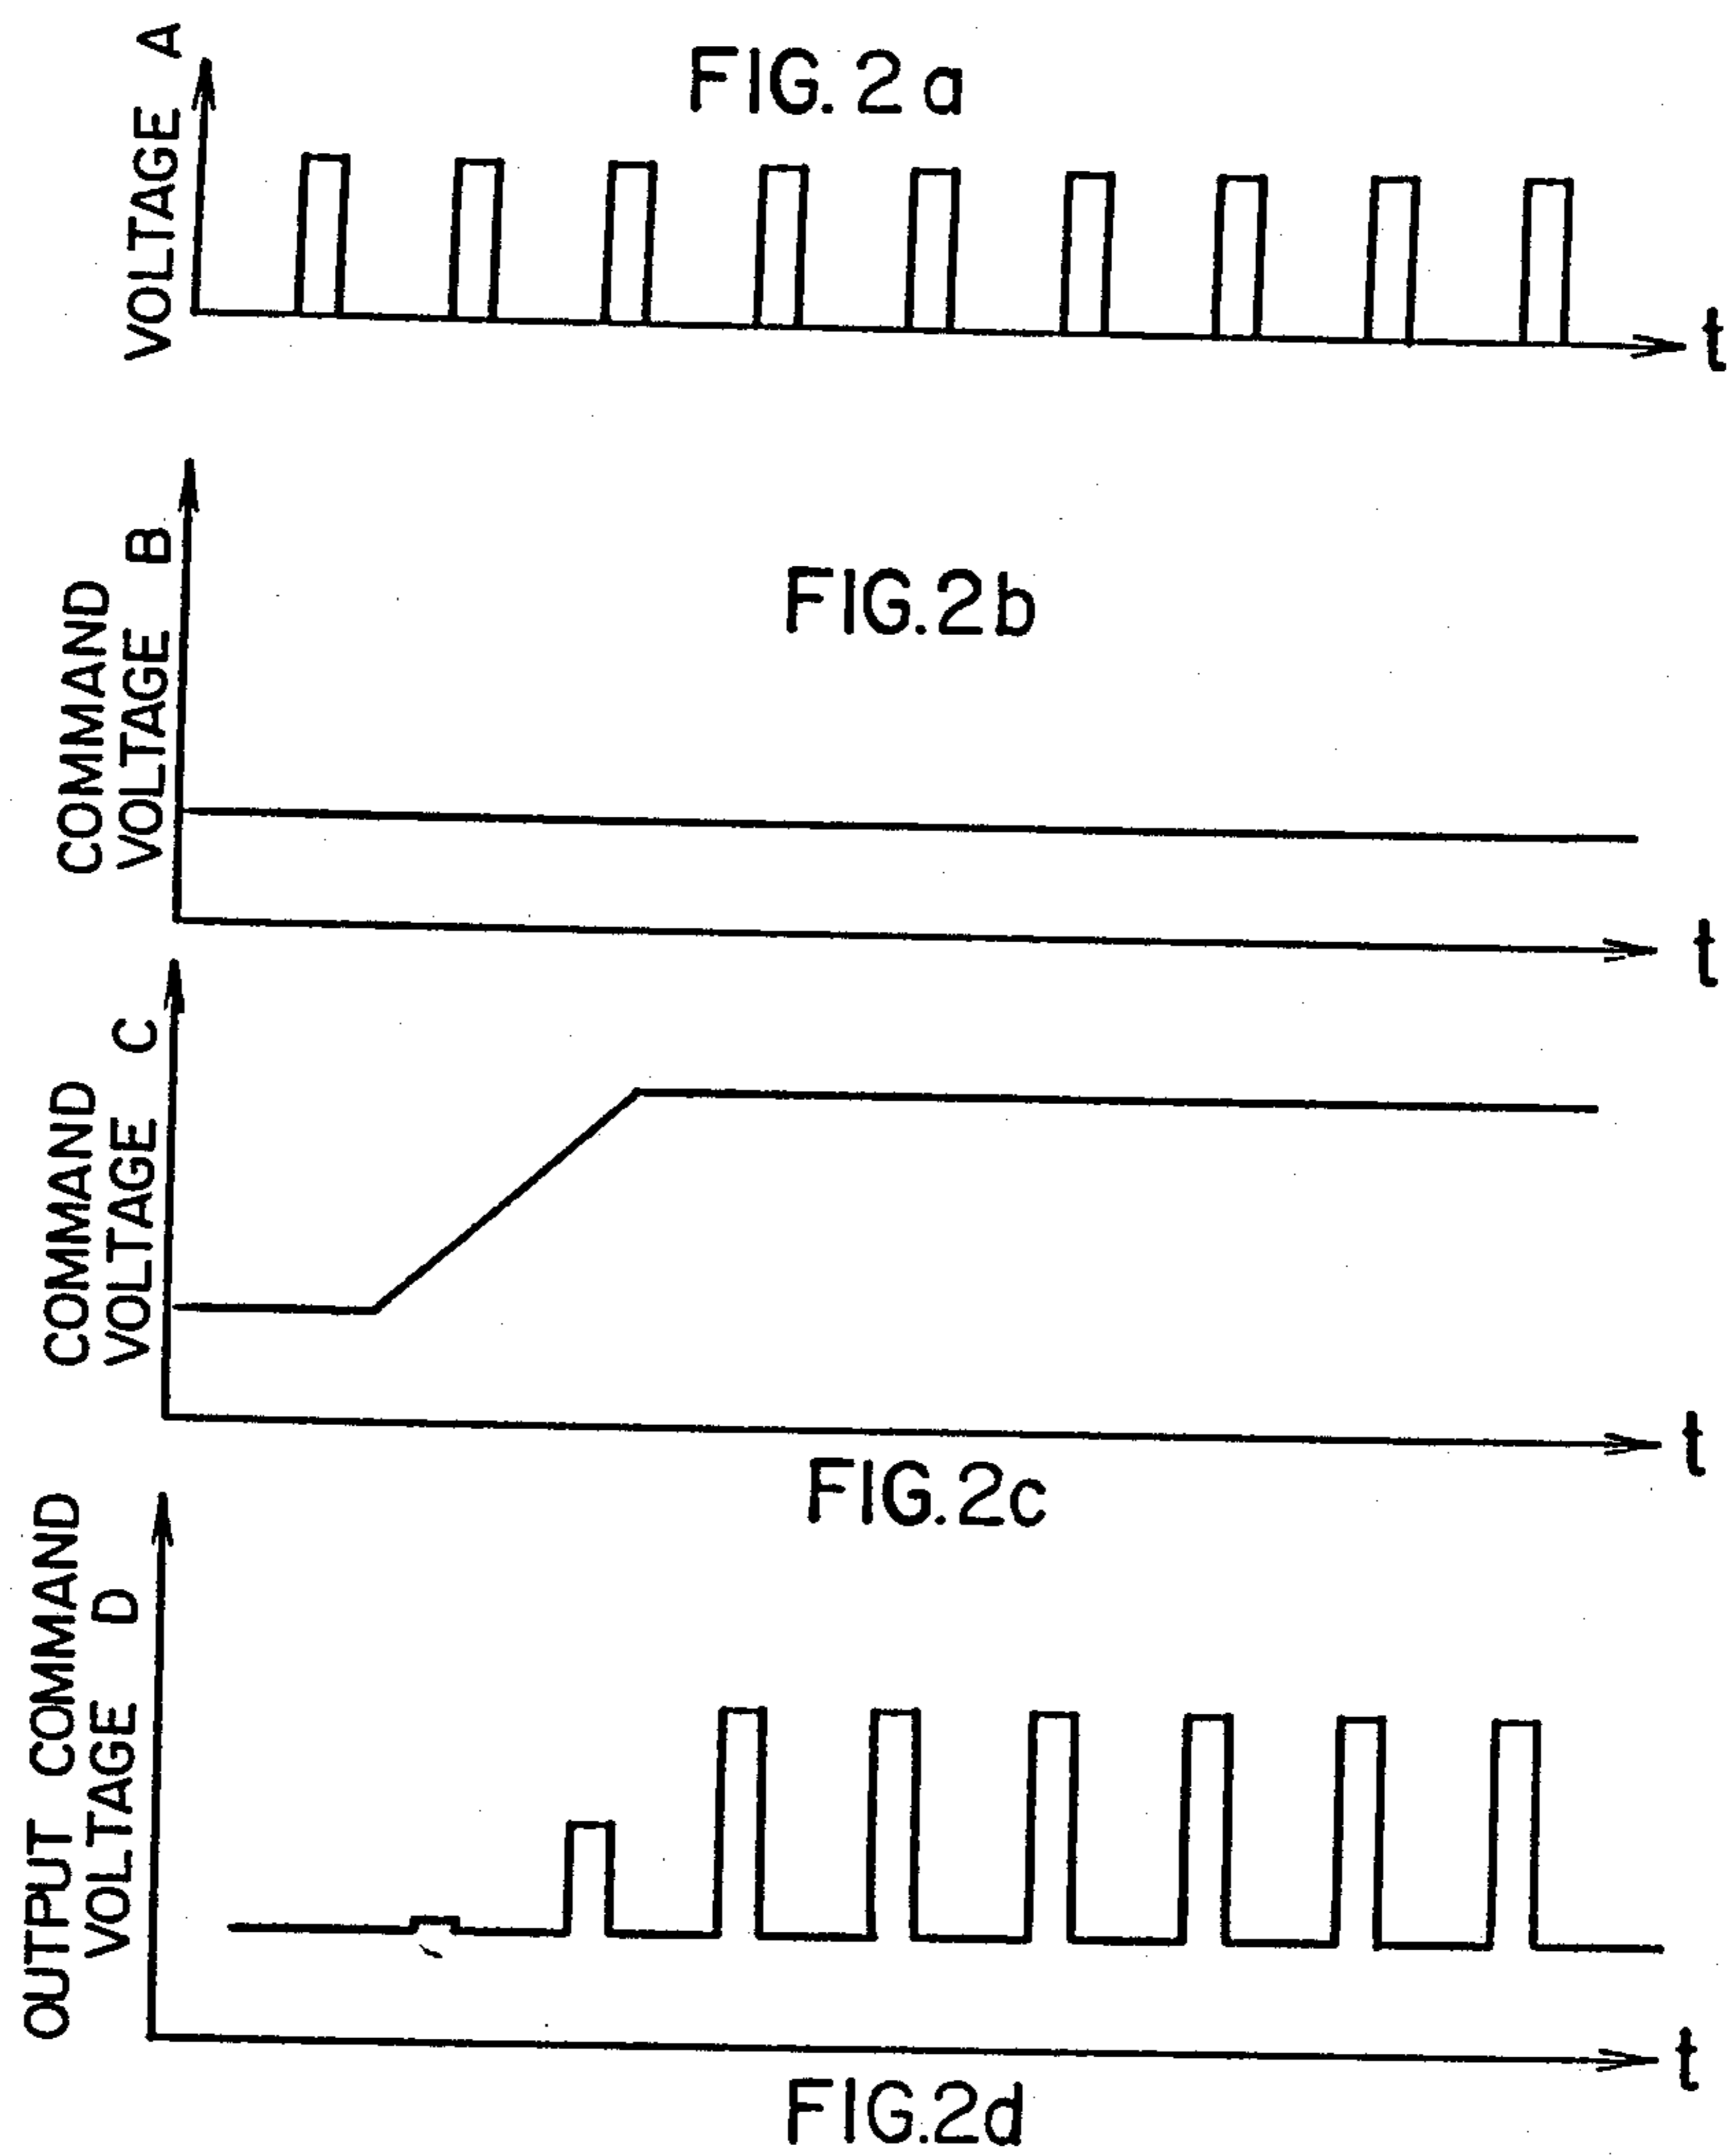 FIG.2a
VOLTAGE A
t
FIG.2b
COMMAND
VOLTAGE B
t
COMMAND
VOLTAGE C
t
FIG.2c
OUTPUT COMMAND
VOLTAGE D
t
FIG.2d